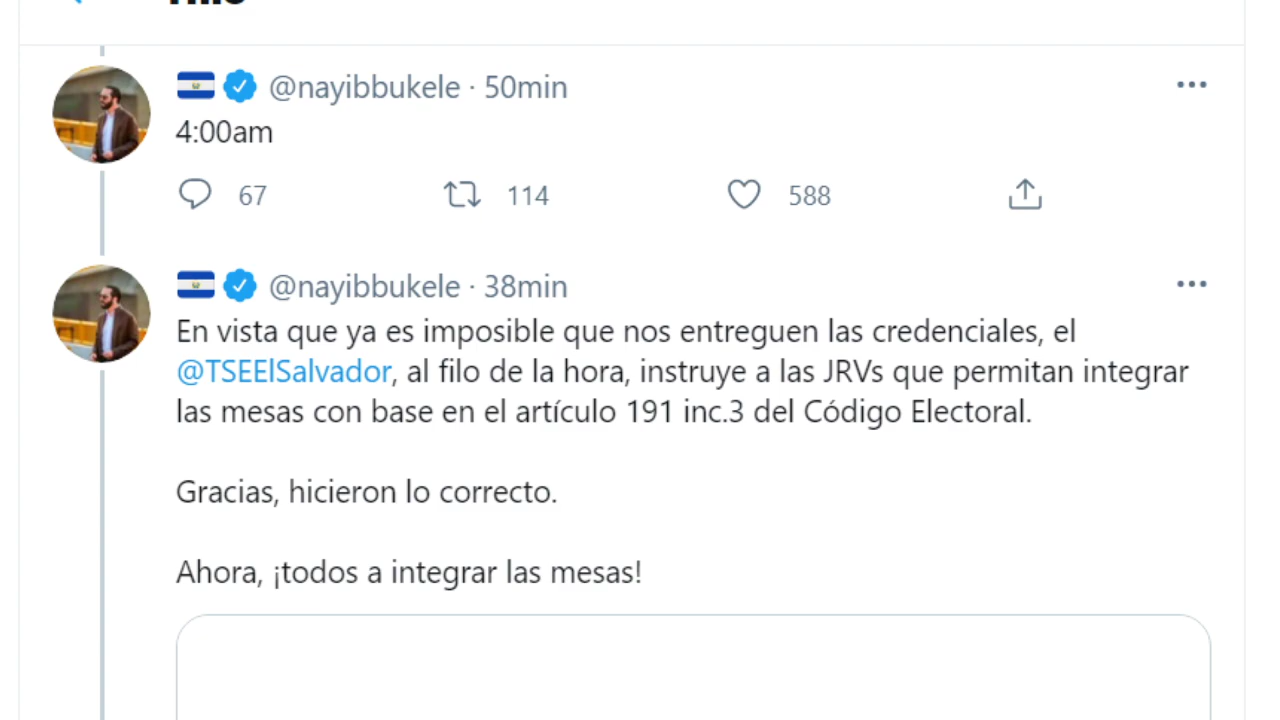 @nayibbukele · 50min
4:00am
67 114 588
@nayibbukele · 38min
En vista que ya es imposible que nos entreguen las credenciales, el
@TSEElSalvador, al filo de la hora, instruye a las JRVs que permitan integrar
las mesas con base en el artículo 191 inc.3 del Código Electoral.
Gracias, hicieron lo correcto.
Ahora, ¡todos a integrar las mesas!